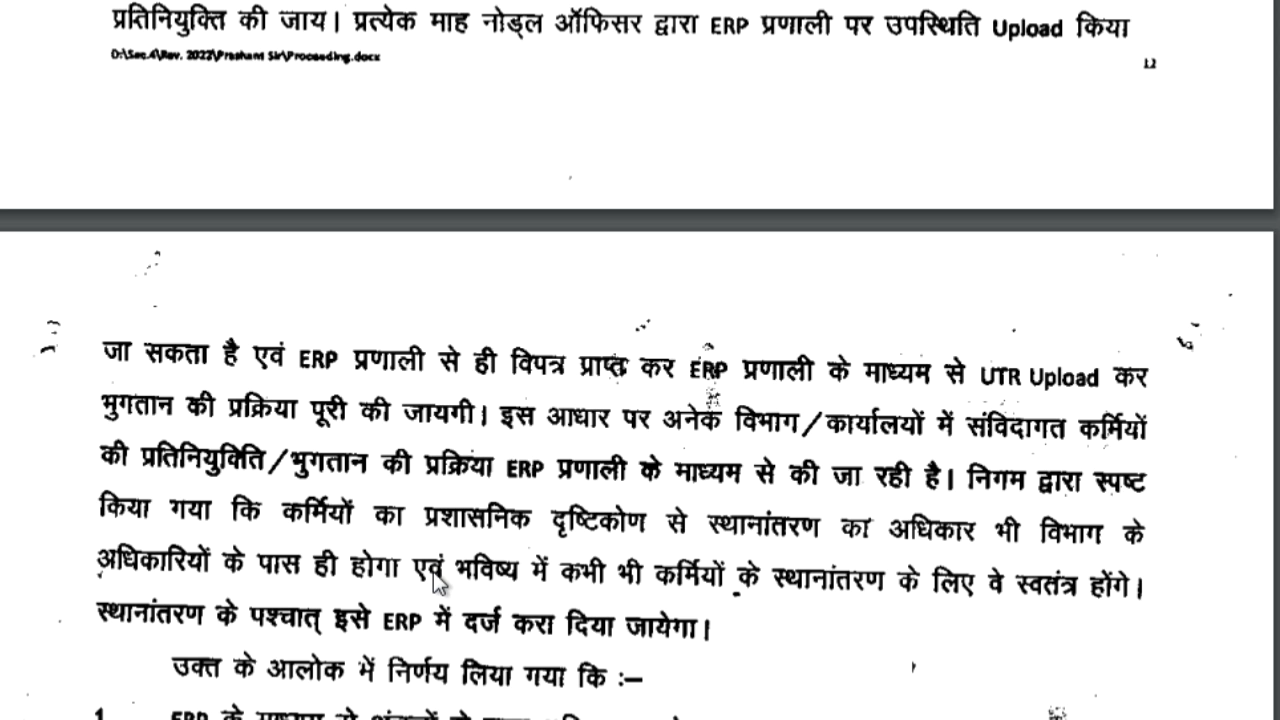 प्रतिनियुक्ति की जाय। प्रत्येक माह नोड्ल ऑफिसर द्वारा ERP प्रणाली पर उपस्थिति Upload किया
D:\Sec.4\Rev. 2022\Prashant Sir\Proceeding.docx
12
जा सकता है एवं ERP प्रणाली से ही विपत्र प्राप्त कर ERP प्रणाली के माध्यम से UTR Upload कर
भुगतान की प्रक्रिया पूरी की जायगी। इस आधार पर अनेक विभाग/कार्यालयों में संविदागत कर्मियों
की प्रतिनियुक्ति/भुगतान की प्रक्रिया ERP प्रणाली के माध्यम से की जा रही है। निगम द्वारा स्पष्ट
किया गया कि कर्मियों का प्रशासनिक दृष्टिकोण से स्थानांतरण का अधिकार भी विभाग के
अधिकारियों के पास ही होगा एवं भविष्य में कभी भी कर्मियों के स्थानांतरण के लिए वे स्वतंत्र होंगे।
स्थानांतरण के पश्चात् इसे ERP में दर्ज करा दिया जायेगा।
उक्त के आलोक में निर्णय लिया गया कि :–
1. ERP के माध्यम से